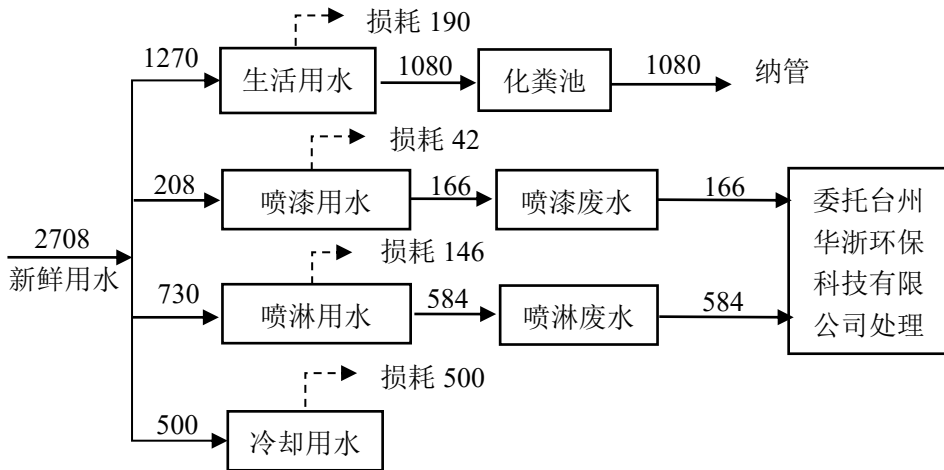 损耗 190
1270
生活用水
1080
化粪池
1080
纳管
损耗 42
208
喷漆用水
166
喷漆废水
166
委托台州
华浙环保
科技有限
公司处理
2708
新鲜用水
损耗 146
730
喷淋用水
584
喷淋废水
584
损耗 500
500
冷却用水